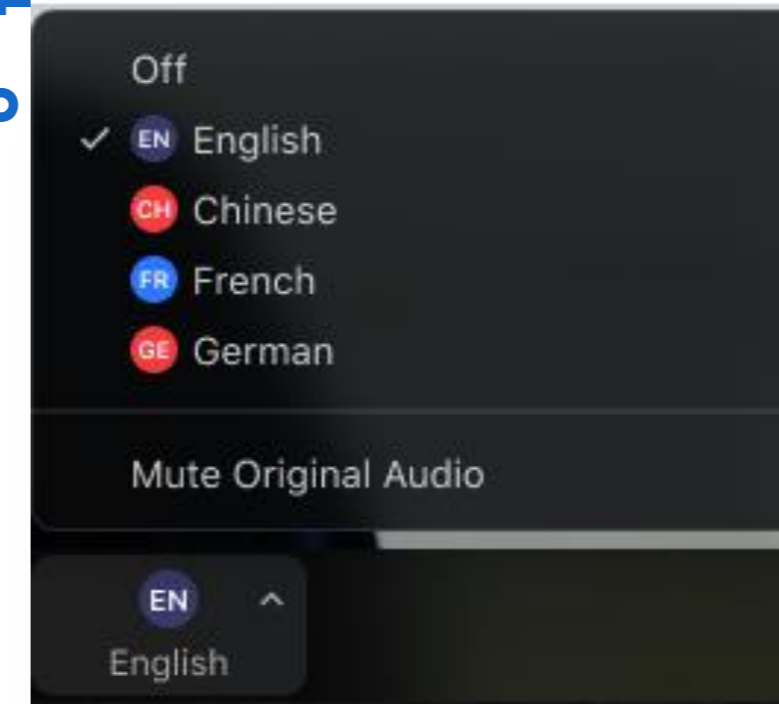 Off
EN English
CH Chinese
FR French
GE German
Mute Original Audio
EN
English